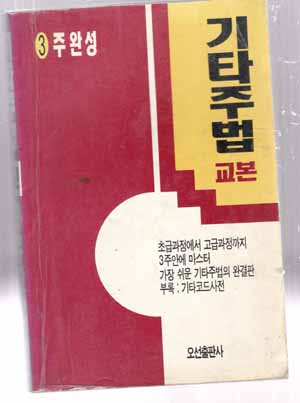 ③ 주완성
기타주법
교본
초급과정에서 고급과정까지
3주안에 마스터
가장 쉬운 기타주법의 완결판
부록 : 기타코드사전
오선출판사